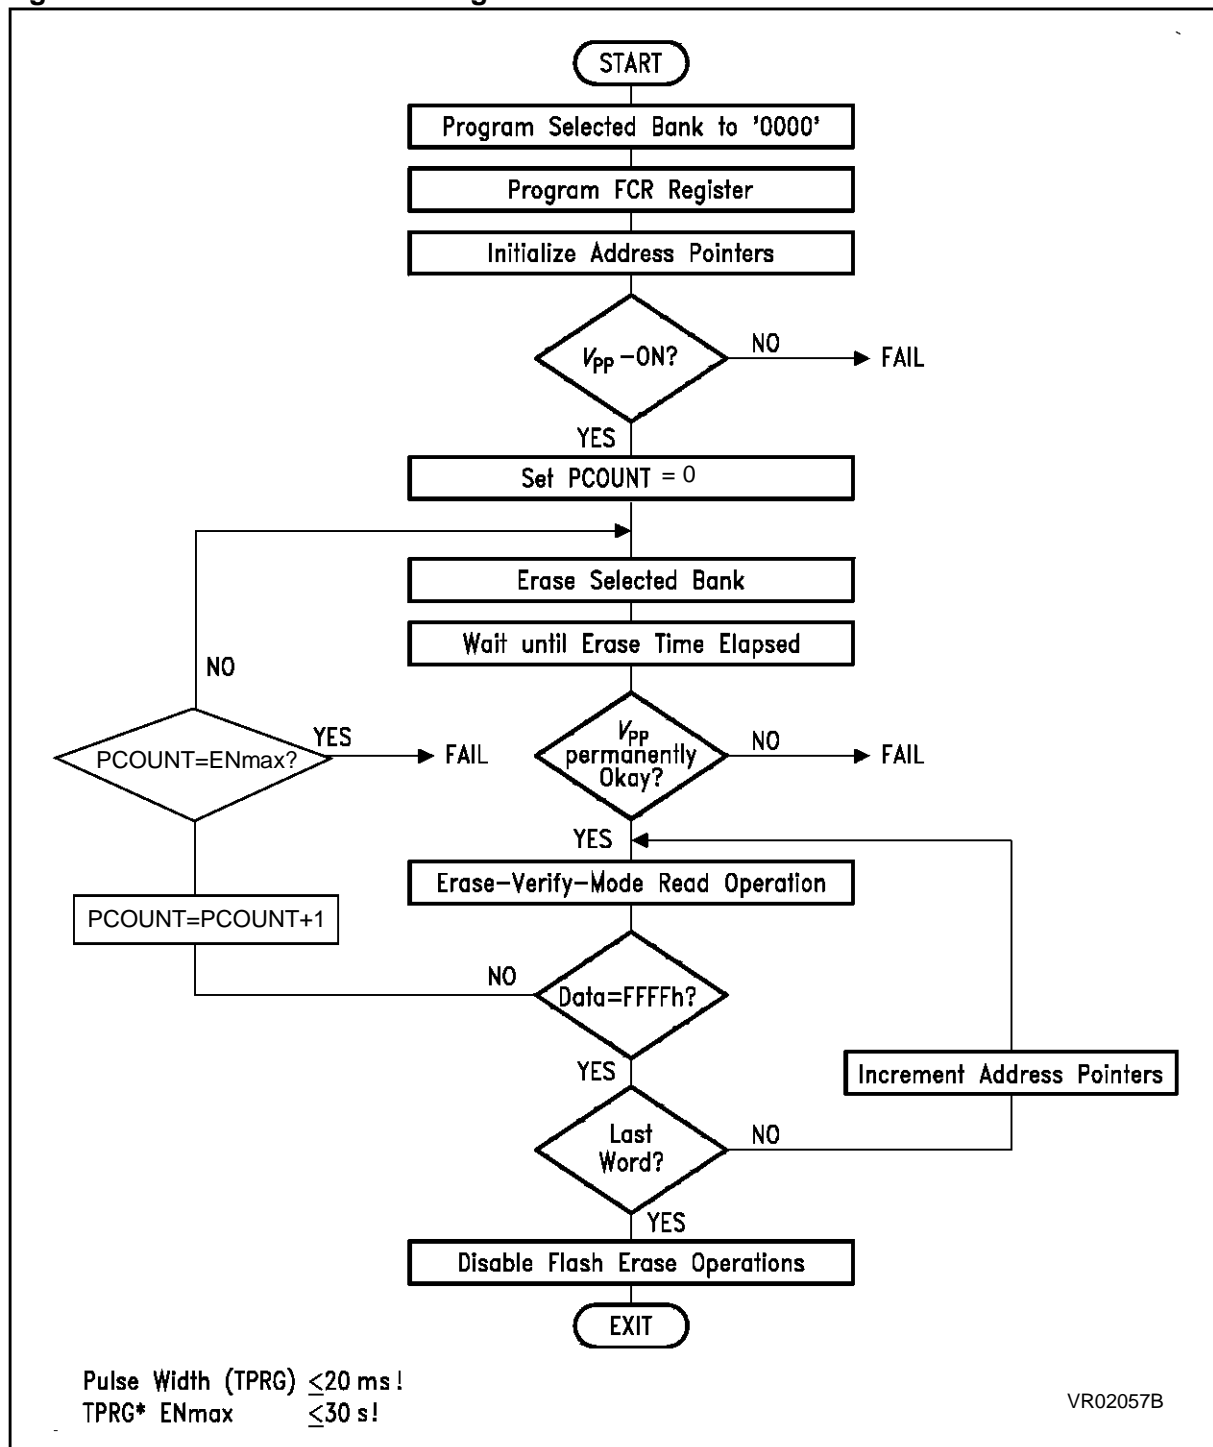 START
Program Selected Bank to '0000'
Program FCR Register
Initialize Address Pointers
VPP -ON?
NO
FAIL
YES
Set PCOUNT = 0
Erase Selected Bank
Wait until Erase Time Elapsed
NO
PCOUNT=ENmax?
YES
FAIL
VPP
permanently
Okay?
NO
FAIL
YES
Erase-Verify-Mode Read Operation
PCOUNT=PCOUNT+1
NO
Data=FFFFh?
YES
Increment Address Pointers
Last
Word?
NO
YES
Disable Flash Erase Operations
EXIT
Pulse Width (TPRG) ≤20 ms!
TPRG* ENmax ≤30 s!
VR02057B